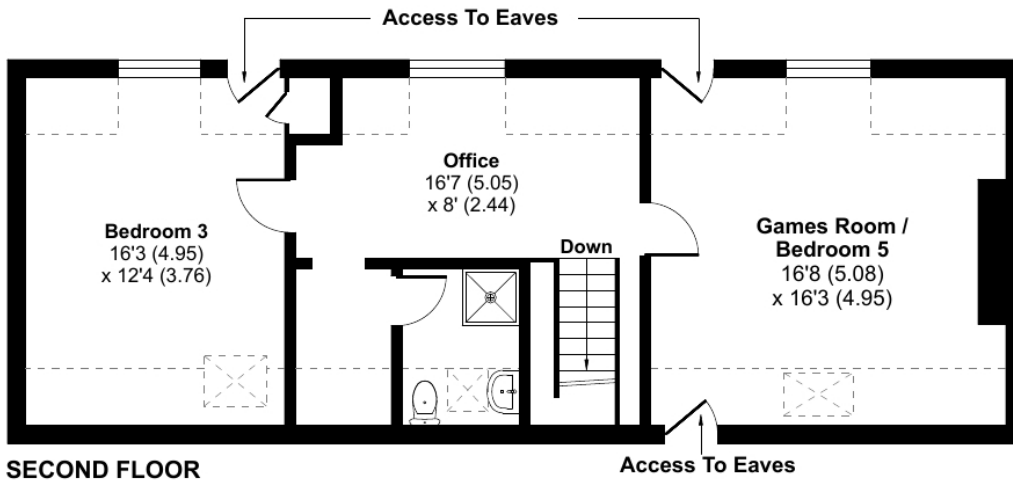 Access To Eaves
Office
16'7 (5.05)
x 8' (2.44)
Bedroom 3
16'3 (4.95)
x 12'4 (3.76)
Down
Games Room /
Bedroom 5
16'8 (5.08)
x 16'3 (4.95)
SECOND FLOOR
Access To Eaves